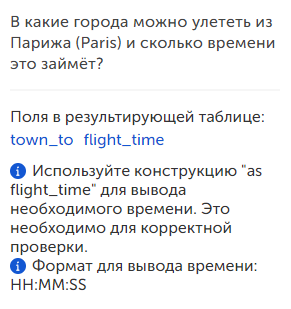 В какие города можно улететь из
Парижа (Paris) и сколько времени
это займёт?
Поля в результирующей таблице:
town_to flight_time
Используйте конструкцию "as
flight_time" для вывода
необходимого времени. Это
необходимо для корректной
проверки.
Формат для вывода времени:
HH:MM:SS